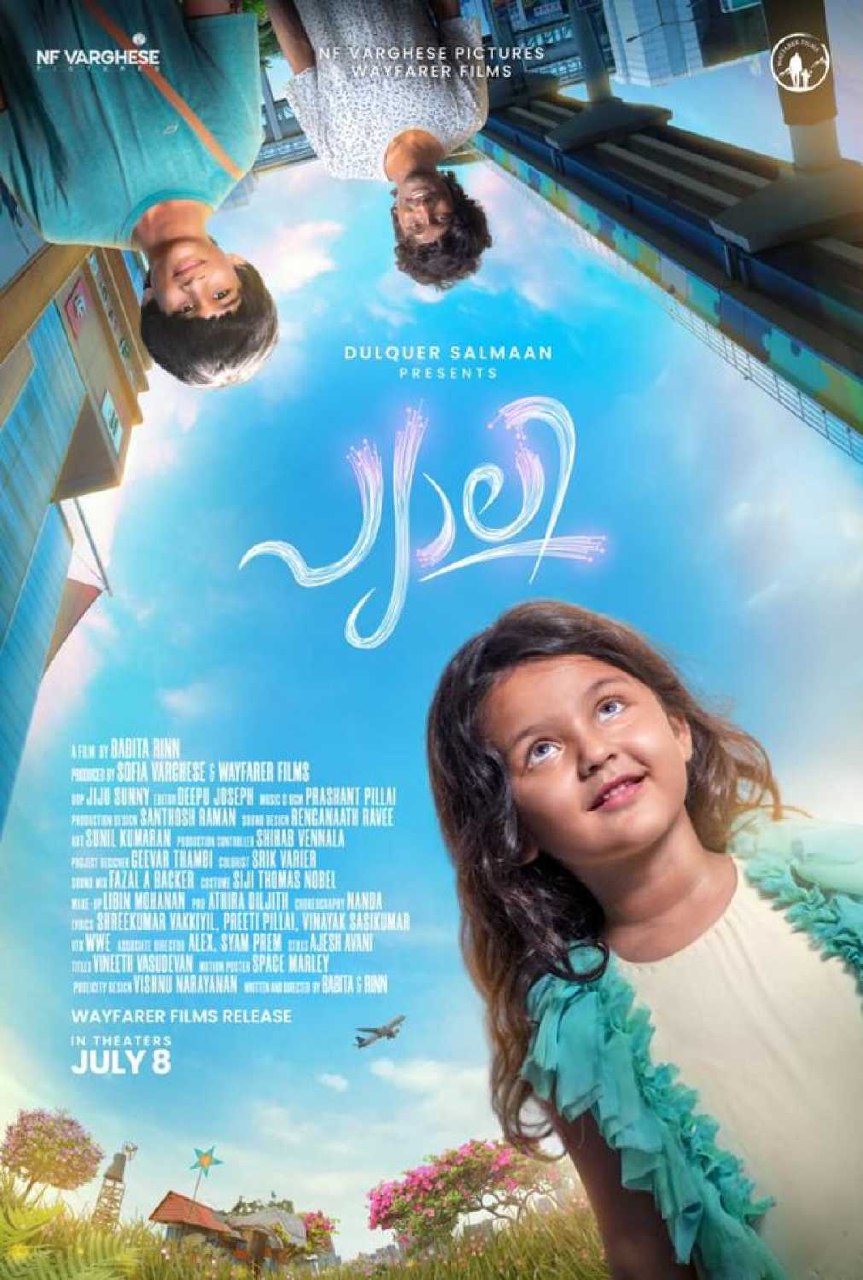 NF VARGHESE
PICTURES
NF VARGHESE PICTURES
WAYFARER FILMS
WAYFARER FILMS
DULQUER SALMAAN
PRESENTS
പ്യാലി
A FILM BY BABITA RINN
PRODUCED BY SOFIA VARGHESE & WAYFARER FILMS
DOP JIJU SUNNY EDITOR DEEPU JOSEPH MUSIC & BGM PRASHANT PILLAI
PRODUCTION DESIGN SANTHOSH RAMAN SOUND DESIGN RENGANAATH RAVEE
ART SUNIL KUMARAN PRODUCTION CONTROLLER SHIHAB VENNALA
PROJECT DESIGNER GEEVAR THAMBI COLORIST SRIK VARIER
SOUND MIX FAZAL A BACKER COSTUME SIJI THOMAS NOBEL
MAKE-UP LIBIN MOHANAN PRO ATHIRA DILJITH CHOREOGRAPHY NANDA
LYRICS SHREEKUMAR VAKKIYIL, PREETI PILLAI, VINAYAK SASIKUMAR
VFX WWE ASSOCIATE DIRECTOR ALEX, SYAM PREM STILLS AJESH AVANI
TITLES VINEETH VASUDEVAN MOTION POSTER SPACE MARLEY
PUBLICITY DESIGN VISHNU NARAYANAN WRITTEN AND DIRECTED BY BABITA & RINN
WAYFARER FILMS RELEASE
IN THEATERS
JULY 8